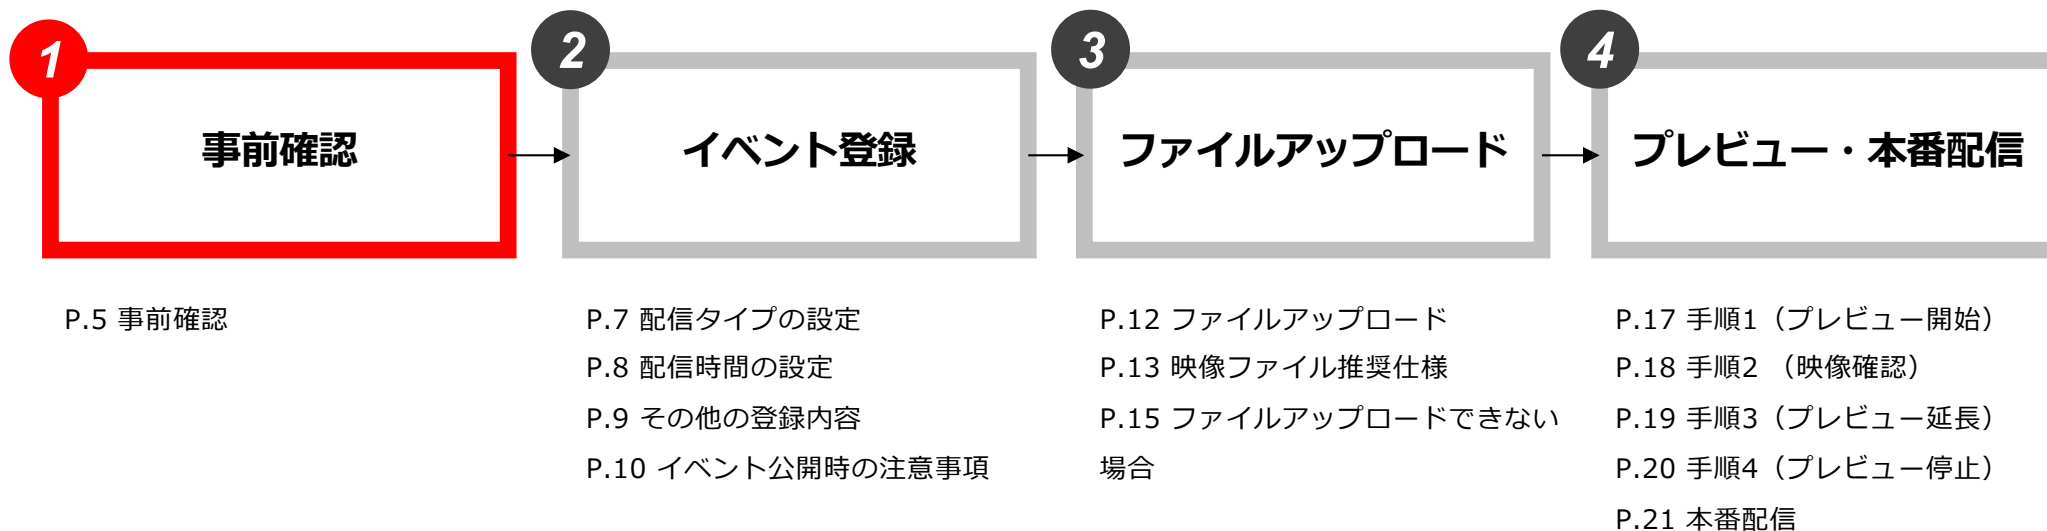 1
事前確認
P.5 事前確認
2
イベント登録
P.7 配信タイプの設定
P.8 配信時間の設定
P.9 その他の登録内容
P.10 イベント公開時の注意事項
3
ファイルアップロード
P.12 ファイルアップロード
P.13 映像ファイル推奨仕様
P.15 ファイルアップロードできない
場合
4
プレビュー・本番配信
P.17 手順1（プレビュー開始）
P.18 手順2 （映像確認）
P.19 手順3（プレビュー延長）
P.20 手順4（プレビュー停止）
P.21 本番配信